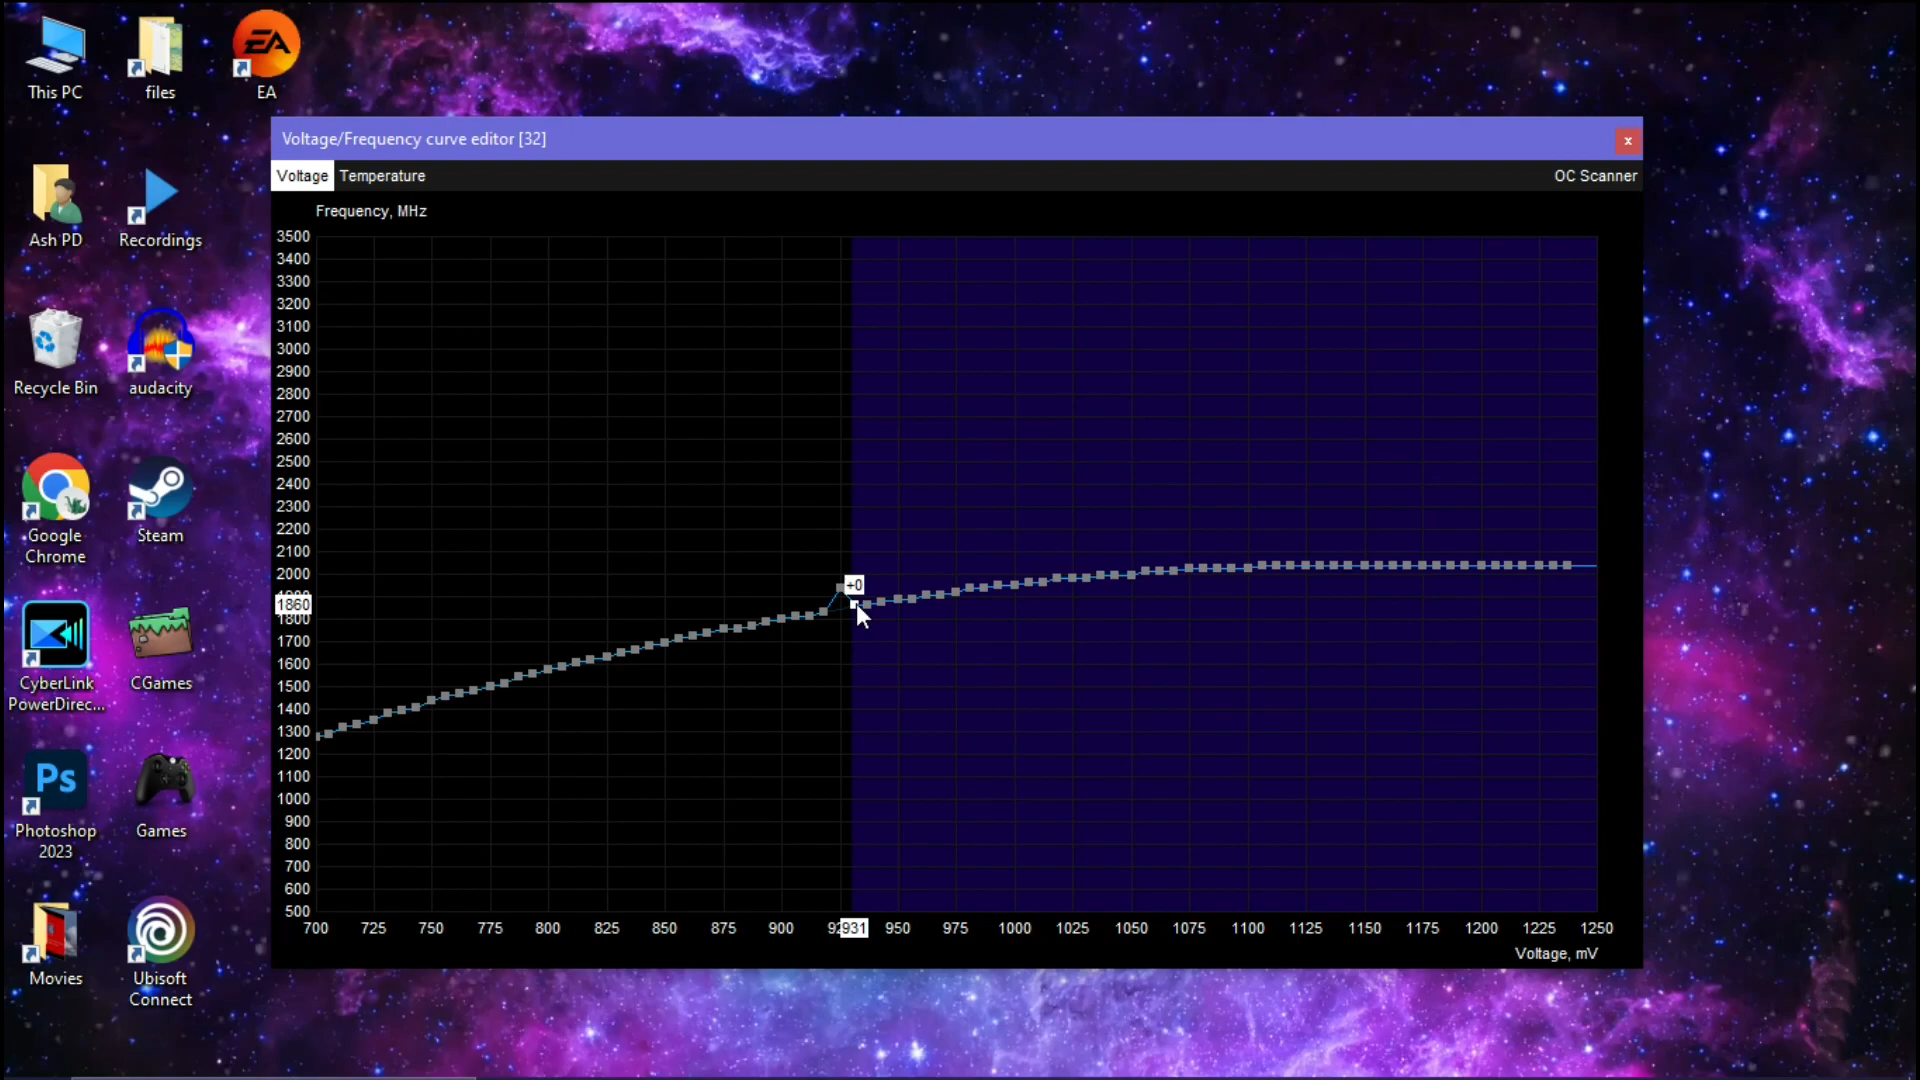 This PC
files
EA
EA
Ash PD
Recordings
Recycle Bin
audacity
Google
Chrome
Steam
CyberLink
PowerDirec...
CGames
Ps
Photoshop
2023
Games
Movies
Ubisoft
Connect
Voltage/Frequency curve editor [32]
x
Voltage
Temperature
OC Scanner
Frequency, MHz
3500
3400
3300
3200
3100
3000
2900
2800
2700
2600
2500
2400
2300
2200
2100
2000
1860
1800
1700
1600
1500
1400
1300
1200
1100
1000
900
800
700
600
500
+0
700 725 750 775 800 825 850 875 900 931 950 975 1000 1025 1050 1075 1100 1125 1150 1175 1200 1225 1250
Voltage, mV